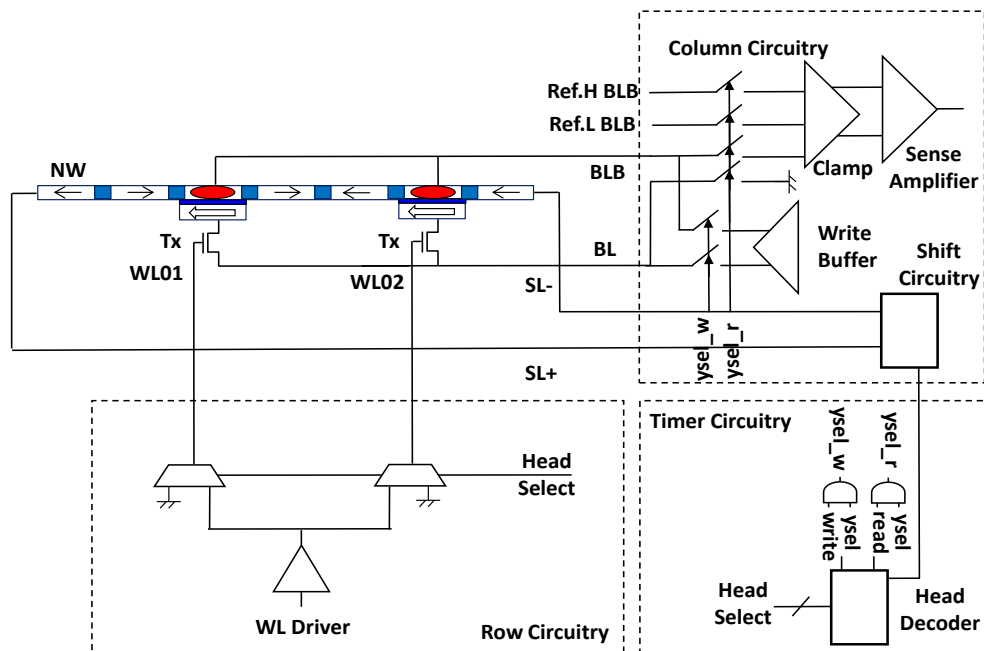 Column Circuitry
Ref.H BLB
Ref.L BLB
NW
BLB
Clamp
Sense
Amplifier
Tx
Tx
WL01
WL02
BL
Write
Buffer
Shift
Circuitry
SL-
ysel_w
ysel_r
SL+
Timer Circuitry
ysel_w
ysel_r
Head
Select
write
ysel
read
ysel
Head
Select
Head
Decoder
WL Driver
Row Circuitry